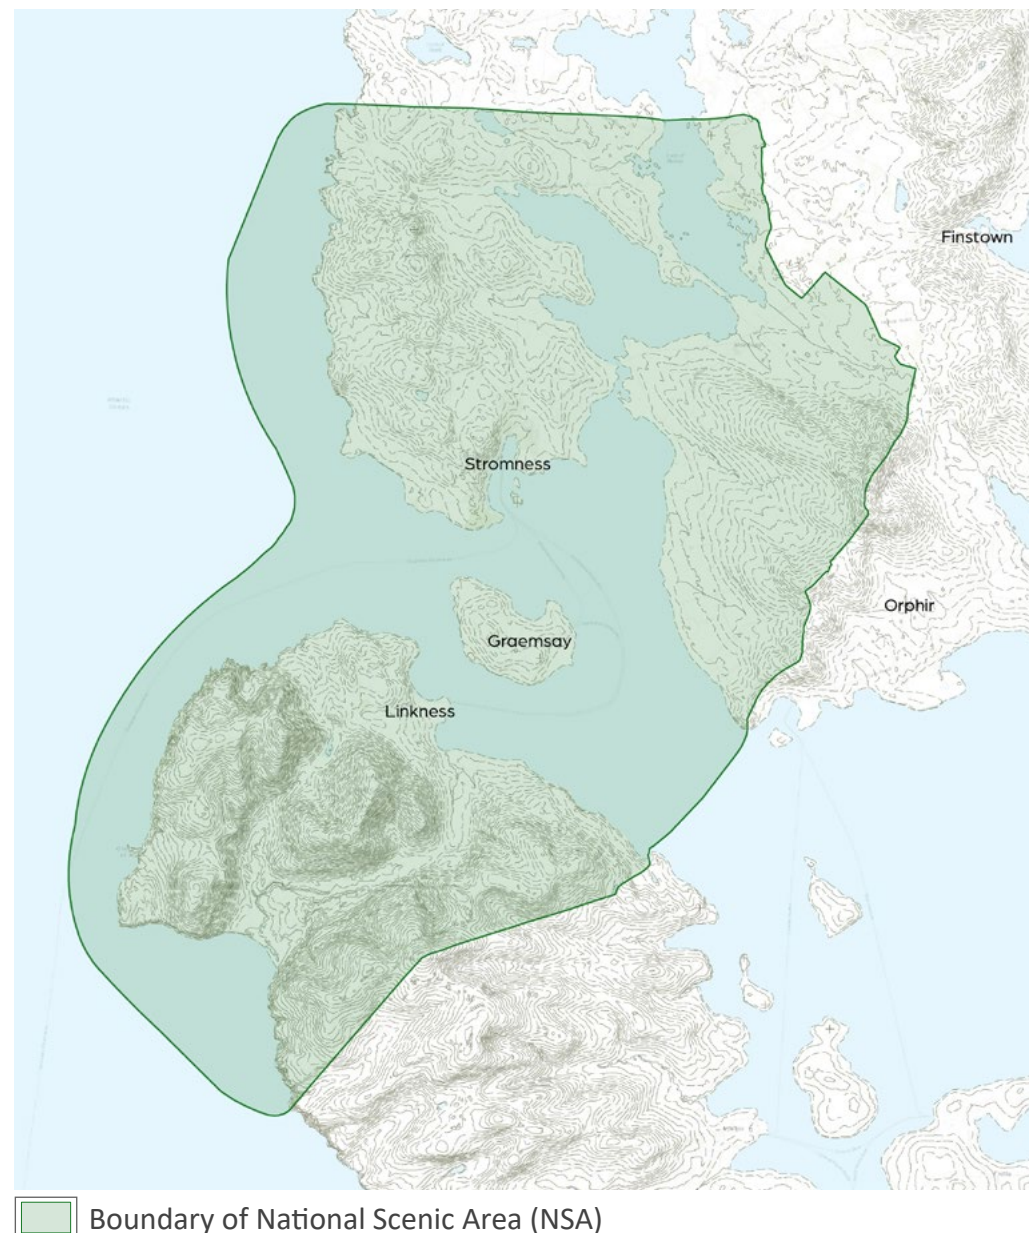 Finstown
Stromness
Orphir
Graemsay
Linkness
Boundary of National Scenic Area (NSA)